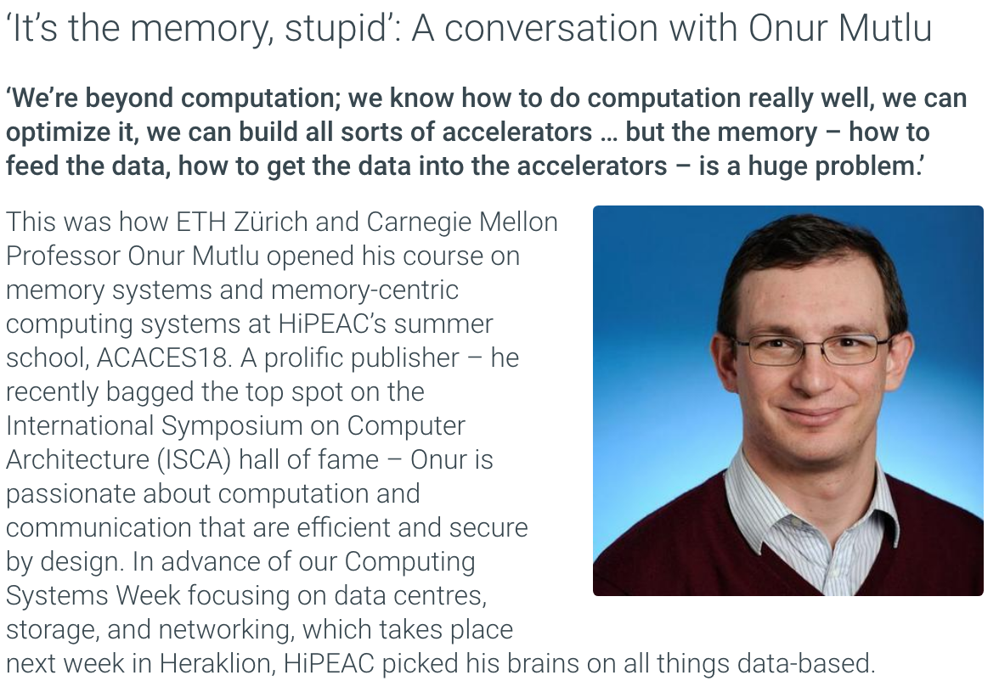 ‘It’s the memory, stupid’: A conversation with Onur Mutlu
‘We’re beyond computation; we know how to do computation really well, we can
optimize it, we can build all sorts of accelerators … but the memory – how to
feed the data, how to get the data into the accelerators – is a huge problem.’
This was how ETH Zürich and Carnegie Mellon
Professor Onur Mutlu opened his course on
memory systems and memory-centric
computing systems at HiPEAC’s summer
school, ACACES18. A prolific publisher – he
recently bagged the top spot on the
International Symposium on Computer
Architecture (ISCA) hall of fame – Onur is
passionate about computation and
communication that are efficient and secure
by design. In advance of our Computing
Systems Week focusing on data centres,
storage, and networking, which takes place
next week in Heraklion, HiPEAC picked his brains on all things data-based.